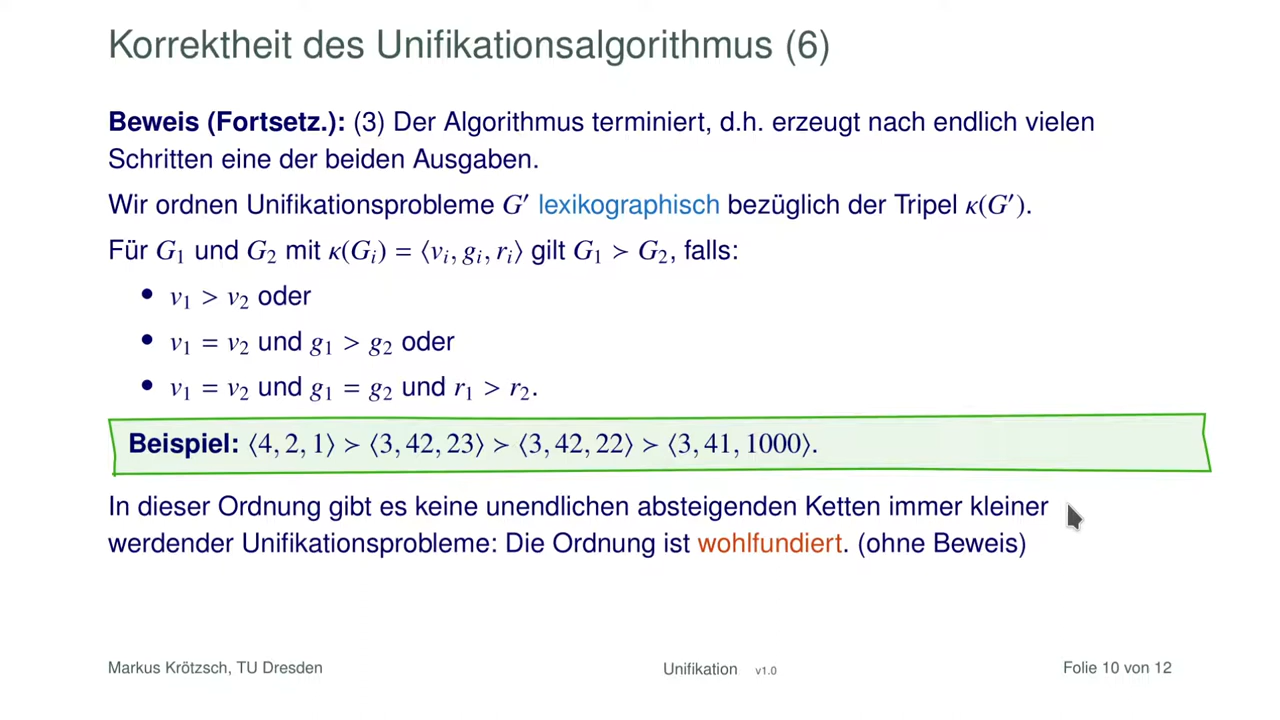 Korrektheit des Unifikationsalgorithmus (6)
Beweis (Fortsetz.): (3) Der Algorithmus terminiert, d.h. erzeugt nach endlich vielen
Schritten eine der beiden Ausgaben.
Wir ordnen Unifikationsprobleme G′ lexikographisch bezüglich der Tripel κ(G′).
Für G₁ und G₂ mit κ(Gᵢ) = ⟨vᵢ, gᵢ, rᵢ⟩ gilt G₁ ≻ G₂, falls:
• v₁ > v₂ oder
• v₁ = v₂ und g₁ > g₂ oder
• v₁ = v₂ und g₁ = g₂ und r₁ > r₂.
Beispiel: ⟨4, 2, 1⟩ ≻ ⟨3, 42, 23⟩ ≻ ⟨3, 42, 22⟩ ≻ ⟨3, 41, 1000⟩.
In dieser Ordnung gibt es keine unendlichen absteigenden Ketten immer kleiner
werdender Unifikationsprobleme: Die Ordnung ist wohlfundiert. (ohne Beweis)
Markus Krötzsch, TU Dresden Unifikation v1.0 Folie 10 von 12